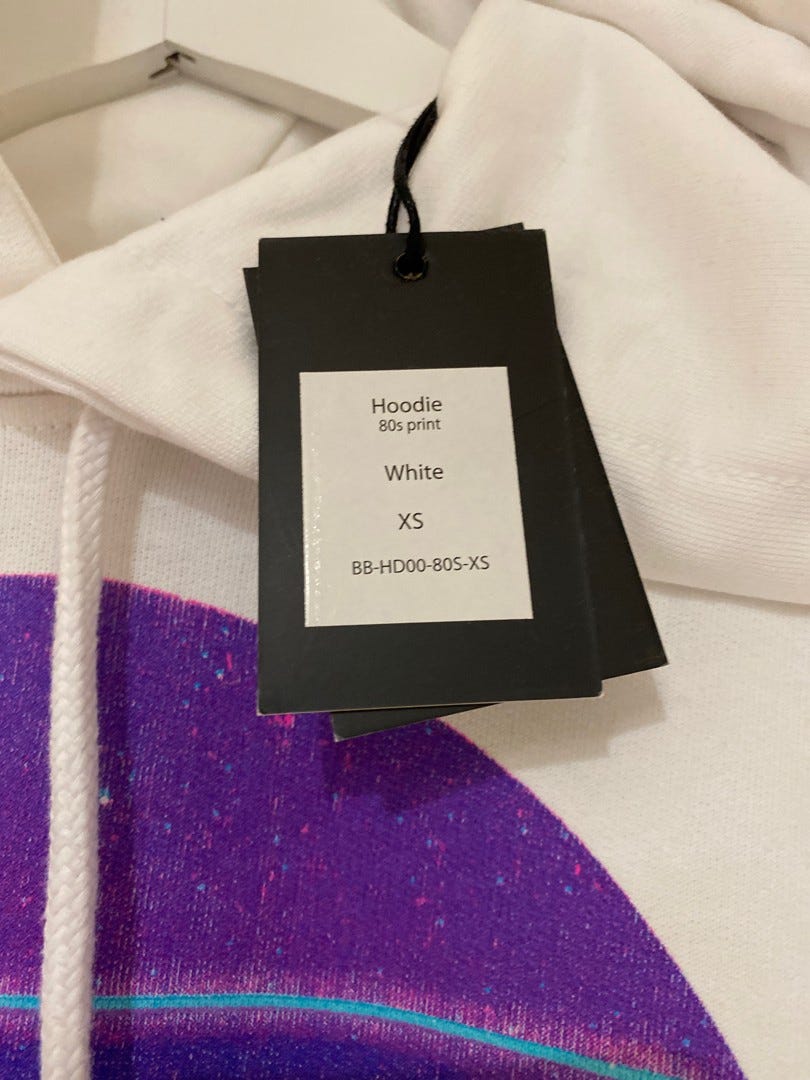 Hoodie
80s print
White
XS
BB-HD00-80S-XS